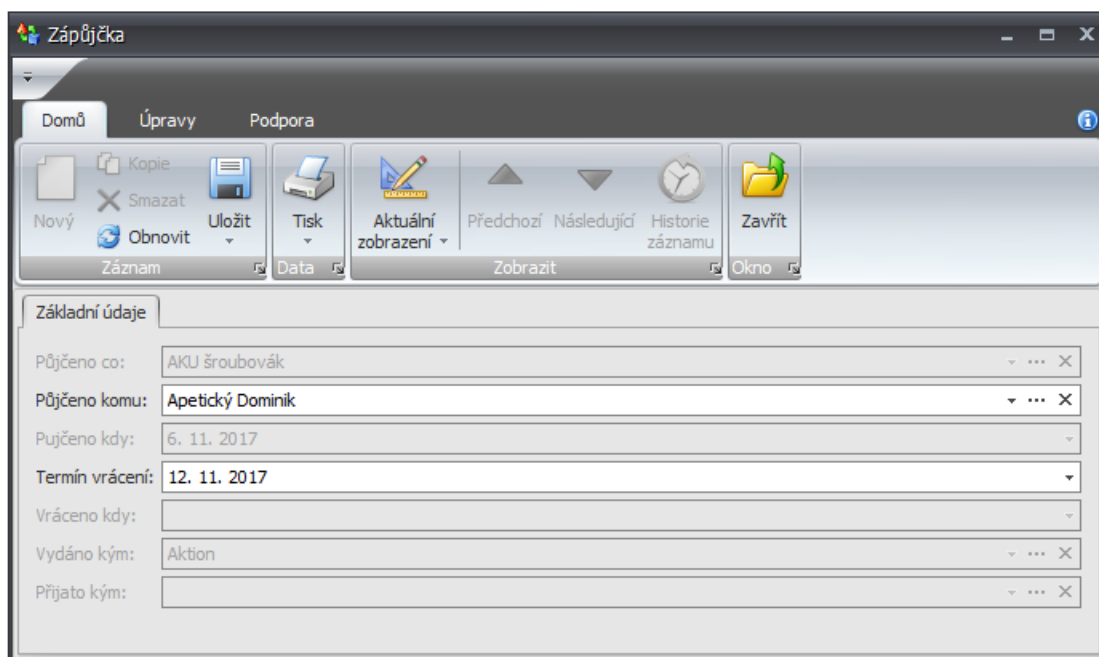 Zápůjčka
Domů Úpravy Podpora
Nový
Kopie
Smazat
Obnovit
Uložit
Tisk
Aktuální
zobrazení
Předchozí
Následující
Historie
záznamu
Zavřít
Záznam Data Zobrazit Okno
Základní údaje
Půjčeno co: AKU šroubovák
Půjčeno komu: Apetický Dominik
Pujčeno kdy: 6. 11. 2017
Termín vrácení: 12. 11. 2017
Vráceno kdy:
Vydáno kým: Aktion
Přijato kým: